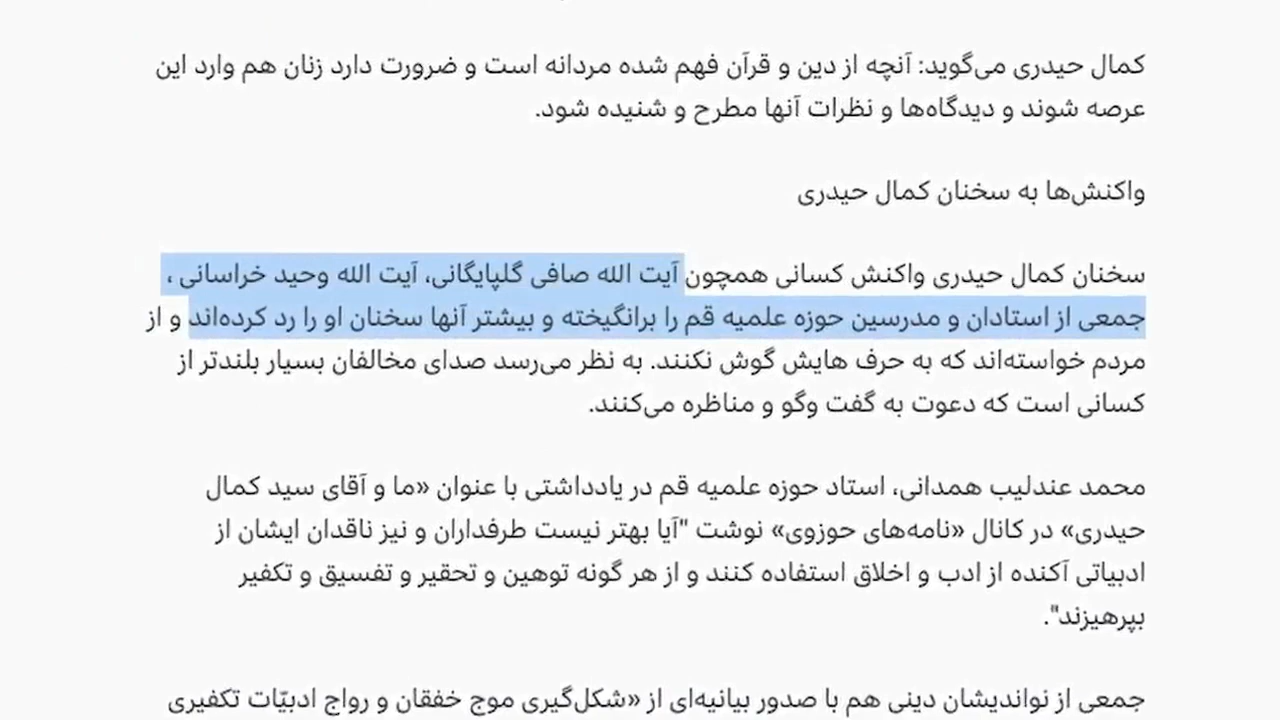 کمال حیدری می‌گوید: آنچه از دین و قرآن فهم شده مردانه است و ضرورت دارد زنان هم وارد این
عرصه شوند و دیدگاه‌ها و نظرات آنها مطرح و شنیده شود.
واکنش‌ها به سخنان کمال حیدری
سخنان کمال حیدری واکنش کسانی همچون آیت الله صافی گلپایگانی، آیت الله وحید خراسانی ،
جمعی از استادان و مدرسین حوزه علمیه قم را برانگیخته و بیشتر آنها سخنان او را رد کرده‌اند و از
مردم خواسته‌اند که به حرف هایش گوش نکنند. به نظر می‌رسد صدای مخالفان بسیار بلندتر از
کسانی است که دعوت به گفت وگو و مناظره می‌کنند.
محمد عندلیب همدانی، استاد حوزه علمیه قم در یادداشتی با عنوان «ما و آقای سید کمال
حیدری» در کانال «نامه‌های حوزوی» نوشت "آیا بهتر نیست طرفداران و نیز ناقدان ایشان از
ادبیاتی آکنده از ادب و اخلاق استفاده کنند و از هر گونه توهین و تحقیر و تفسیق و تکفیر
بپرهیزند".
جمعی از نواندیشان دینی هم با صدور بیانیه‌ای از «شکل‌گیری موج خفقان و رواج ادبیّات تکفیری